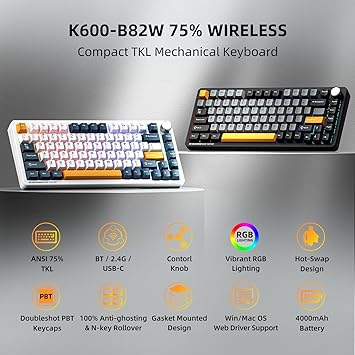 K600-B82W 75% WIRELESS
Compact TKL Mechanical Keyboard
ANSI 75%
TKL
BT / 2.4G /
USB-C
Contorl
Knob
RGB
Vibrant RGB
Lighting
Hot-Swap
Design
PBT
Doubleshot PBT
Keycaps
100% Anti-ghosting
& N-key Rollover
Gasket Mounted
Design
Win/Mac OS
Web Driver Support
4000mAh
Battery